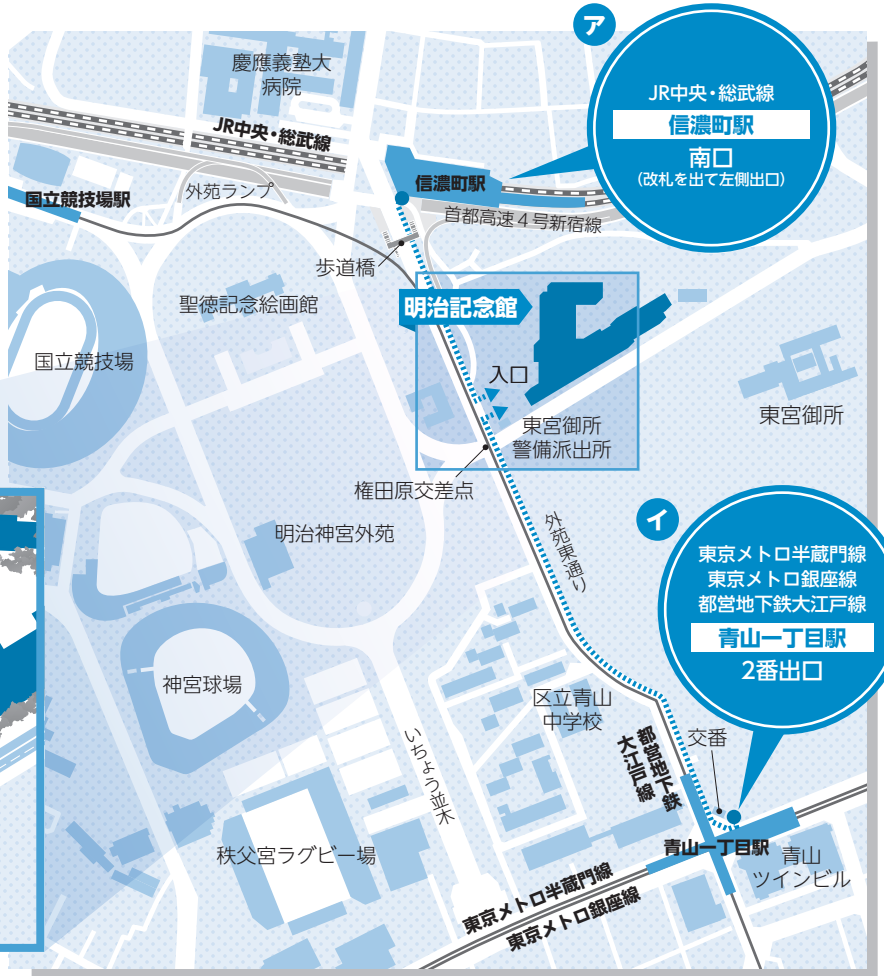 ア
JR中央・総武線
信濃町駅
南口
(改札を出て左側出口)
慶應義塾大
病院
JR中央・総武線
信濃町駅
国立競技場駅
外苑ランプ
首都高速4号新宿線
歩道橋
聖徳記念絵画館
明治記念館
国立競技場
入口
東宮御所
警備派出所
東宮御所
権田原交差点
明治神宮外苑
外苑東通り
イ
東京メトロ半蔵門線
東京メトロ銀座線
都営地下鉄大江戸線
青山一丁目駅
2番出口
神宮球場
区立青山
中学校
いちょう並木
都営地下鉄
大江戸線
交番
秩父宮ラグビー場
青山一丁目駅
青山
ツインビル
東京メトロ半蔵門線
東京メトロ銀座線